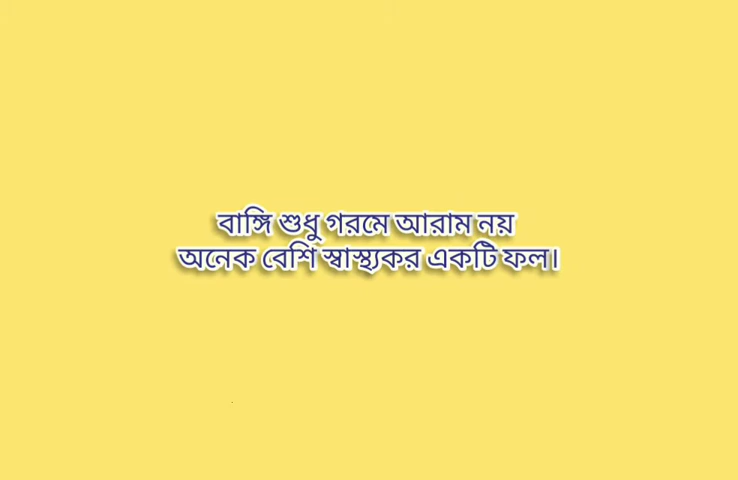 বাঙ্গি শুধু গরমে আরাম নয়
অনেক বেশি স্বাস্থ্যকর একটি ফল।